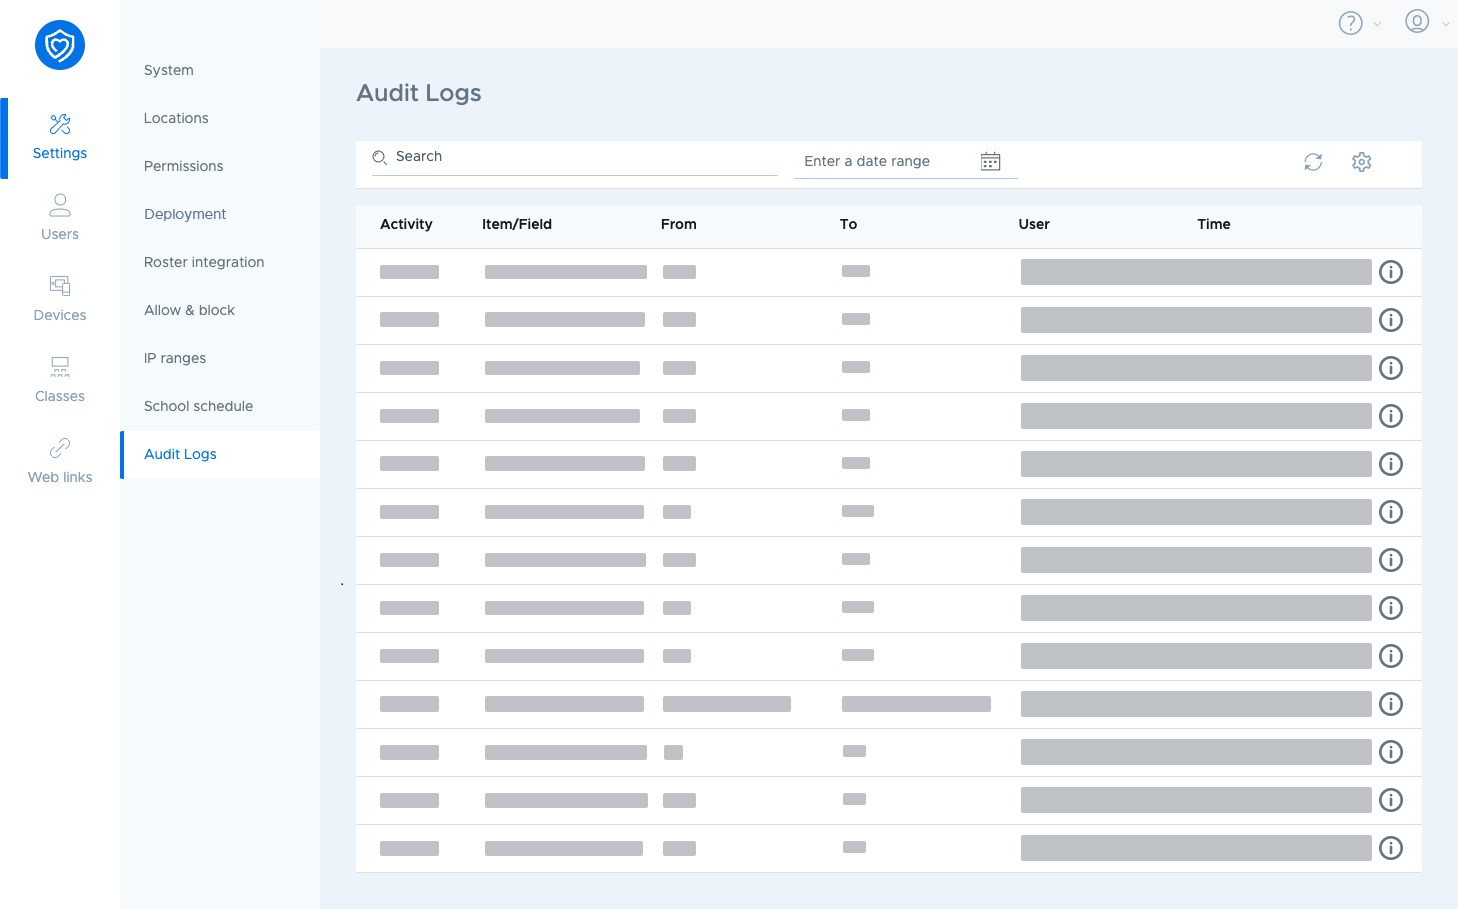 System
Locations
Permissions
Deployment
Roster integration
Allow & block
IP ranges
School schedule
Audit Logs
Settings
Users
Devices
Classes
Web links
Audit Logs
Search
Enter a date range
Activity Item/Field From To User Time